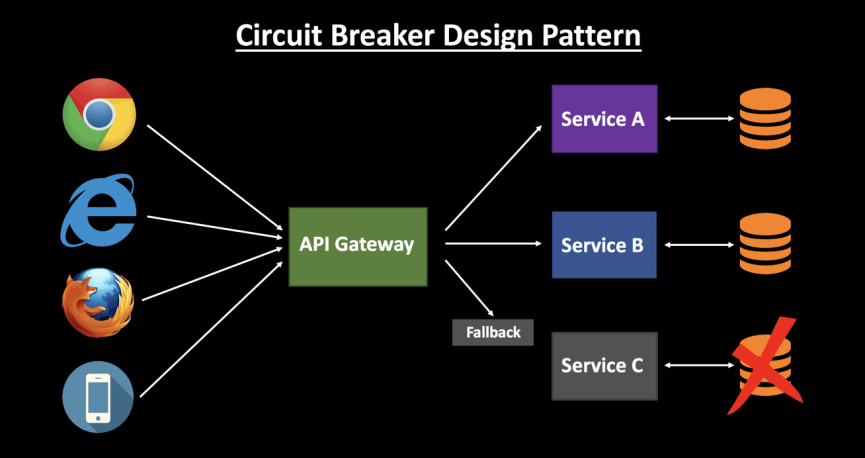 Circuit Breaker Design Pattern
Service A
API Gateway
Service B
Fallback
Service C